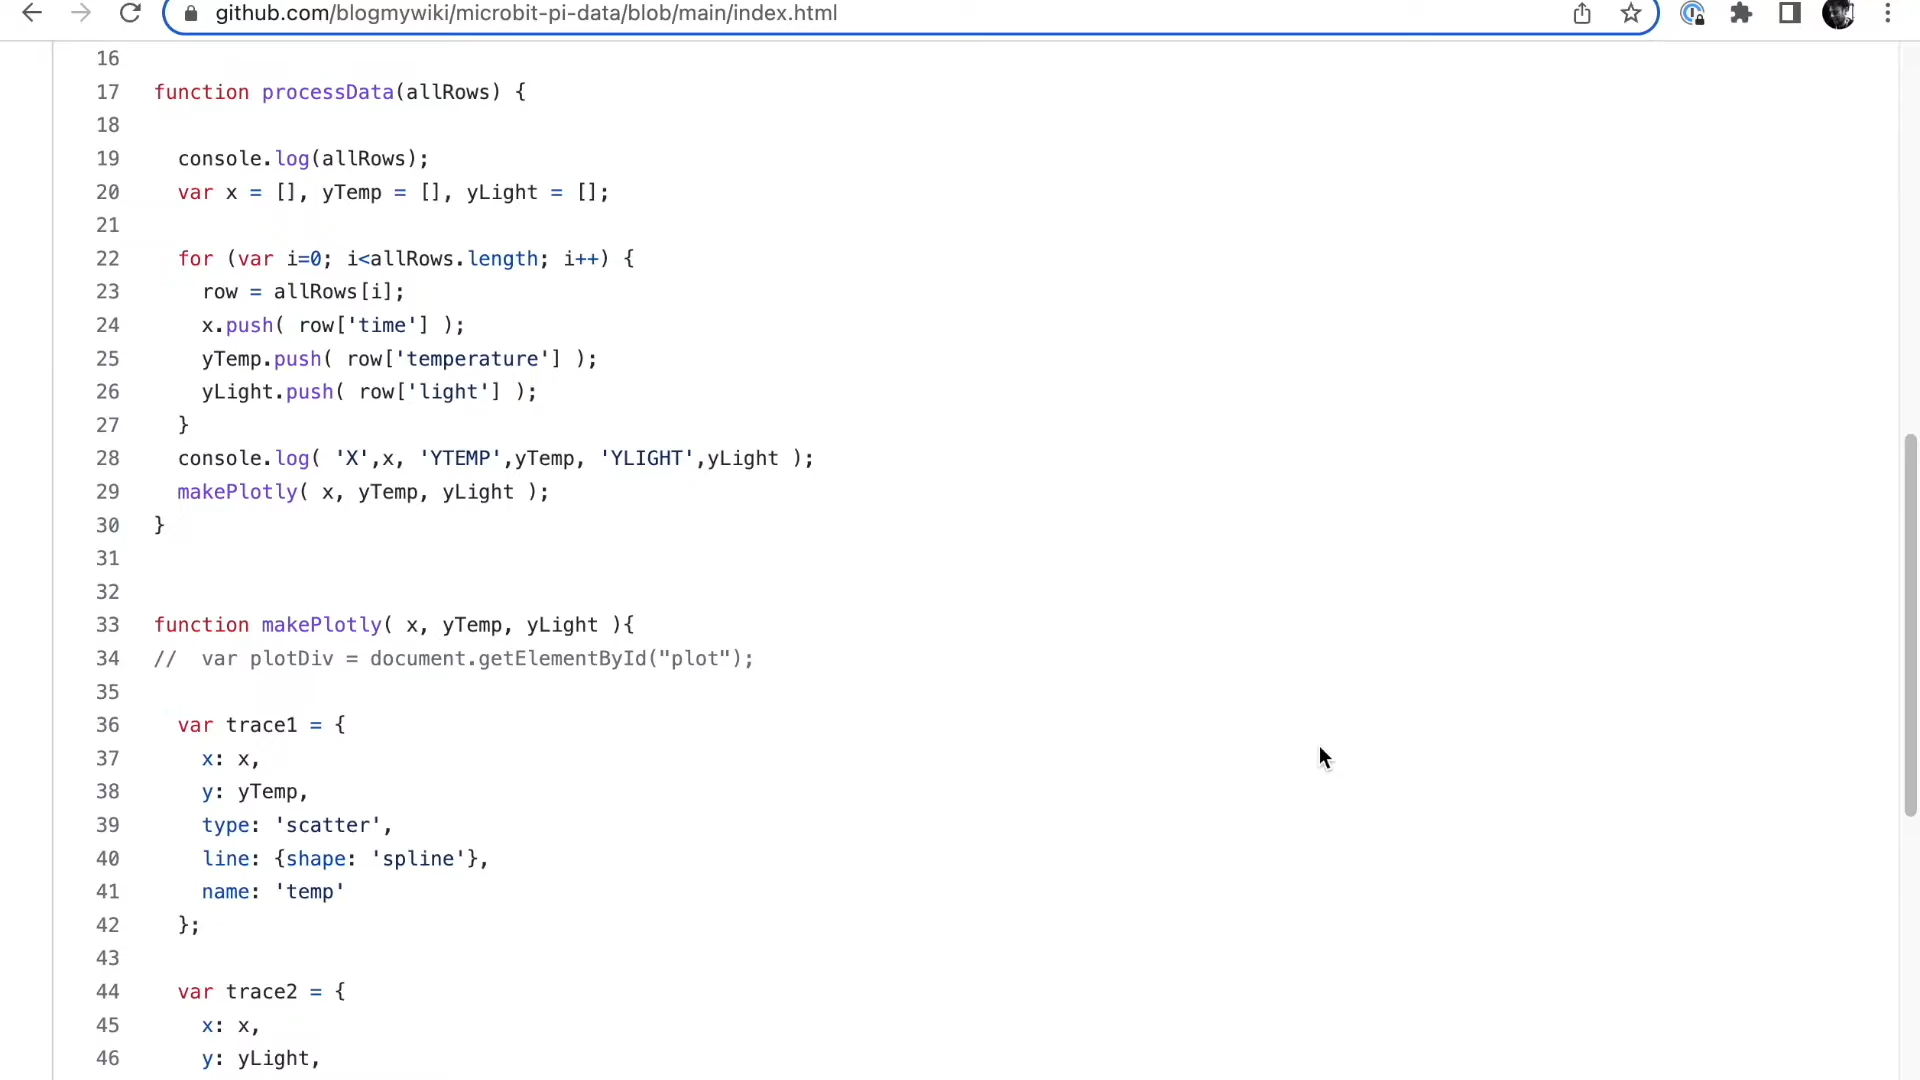 github.com/blogmywiki/microbit-pi-data/blob/main/index.html
16
17 function processData(allRows) {
18
19 console.log(allRows);
20 var x = [], yTemp = [], yLight = [];
21
22 for (var i=0; i<allRows.length; i++) {
23 row = allRows[i];
24 x.push( row['time'] );
25 yTemp.push( row['temperature'] );
26 yLight.push( row['light'] );
27 }
28 console.log( 'X',x, 'YTEMP',yTemp, 'YLIGHT',yLight );
29 makePlotly( x, yTemp, yLight );
30 }
31
32
33 function makePlotly( x, yTemp, yLight ){
34 // var plotDiv = document.getElementById("plot");
35
36 var trace1 = {
37 x: x,
38 y: yTemp,
39 type: 'scatter',
40 line: {shape: 'spline'},
41 name: 'temp'
42 };
43
44 var trace2 = {
45 x: x,
46 y: yLight,